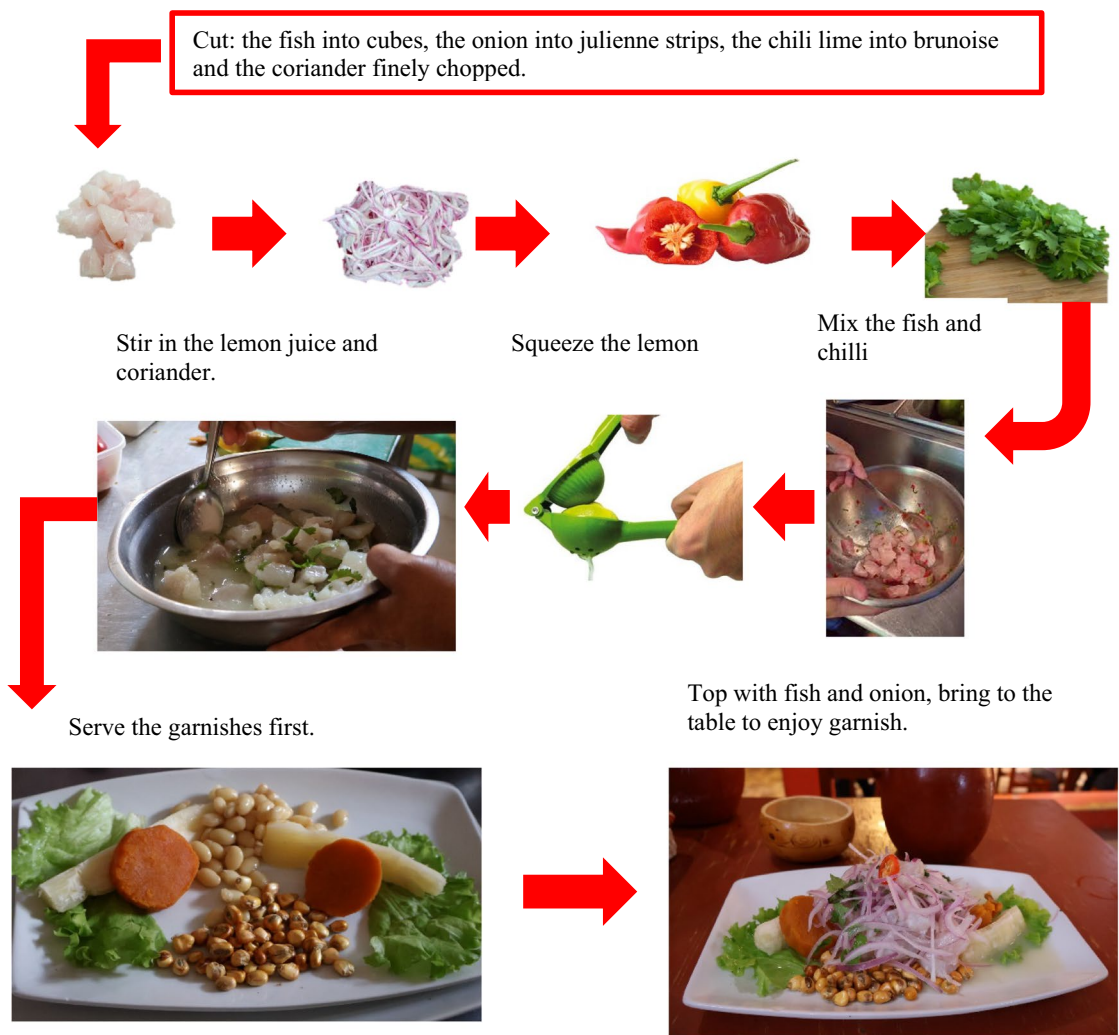 Cut: the fish into cubes, the onion into julienne strips, the chili lime into brunoise
and the coriander finely chopped.
Mix the fish and
chilli
Squeeze the lemon
Stir in the lemon juice and
coriander.
Serve the garnishes first.
Top with fish and onion, bring to the
table to enjoy garnish.